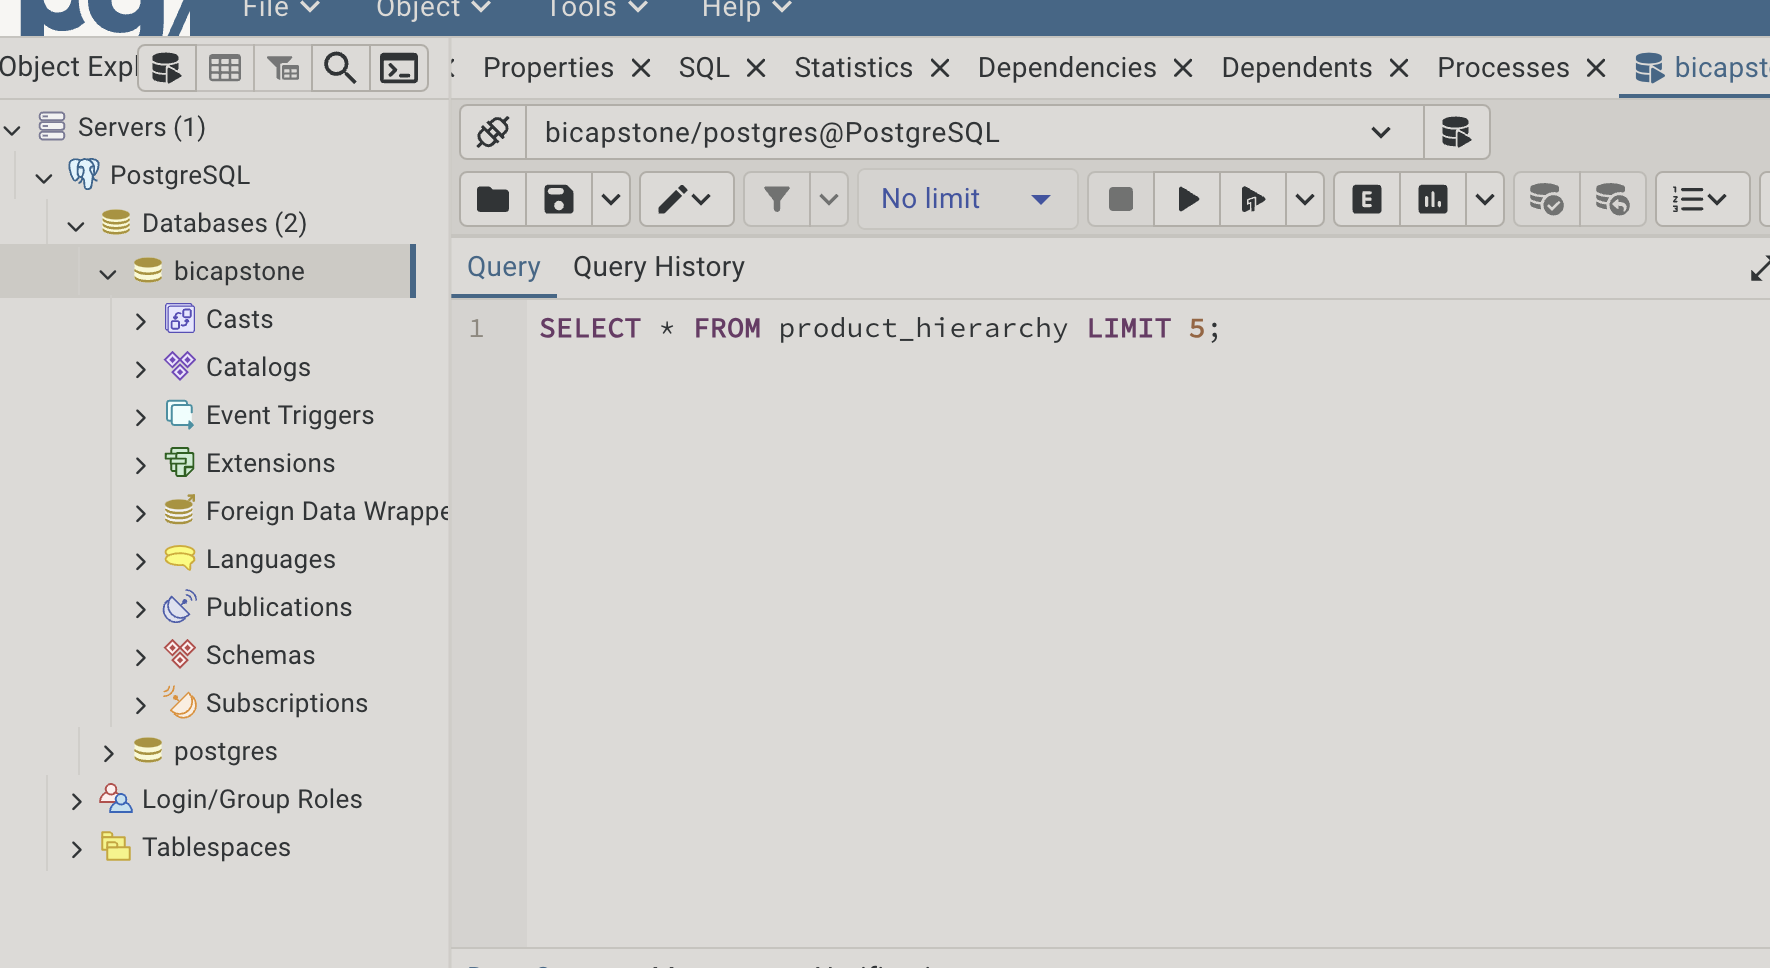 File Object Tools Help
Object Expl
Properties SQL Statistics Dependencies Dependents Processes bicapst
Servers (1)
bicapstone/postgres@PostgreSQL
PostgreSQL
No limit
Databases (2)
bicapstone
Query Query History
Casts
1 SELECT * FROM product_hierarchy LIMIT 5;
Catalogs
Event Triggers
Extensions
Foreign Data Wrappe
Languages
Publications
Schemas
Subscriptions
postgres
Login/Group Roles
Tablespaces